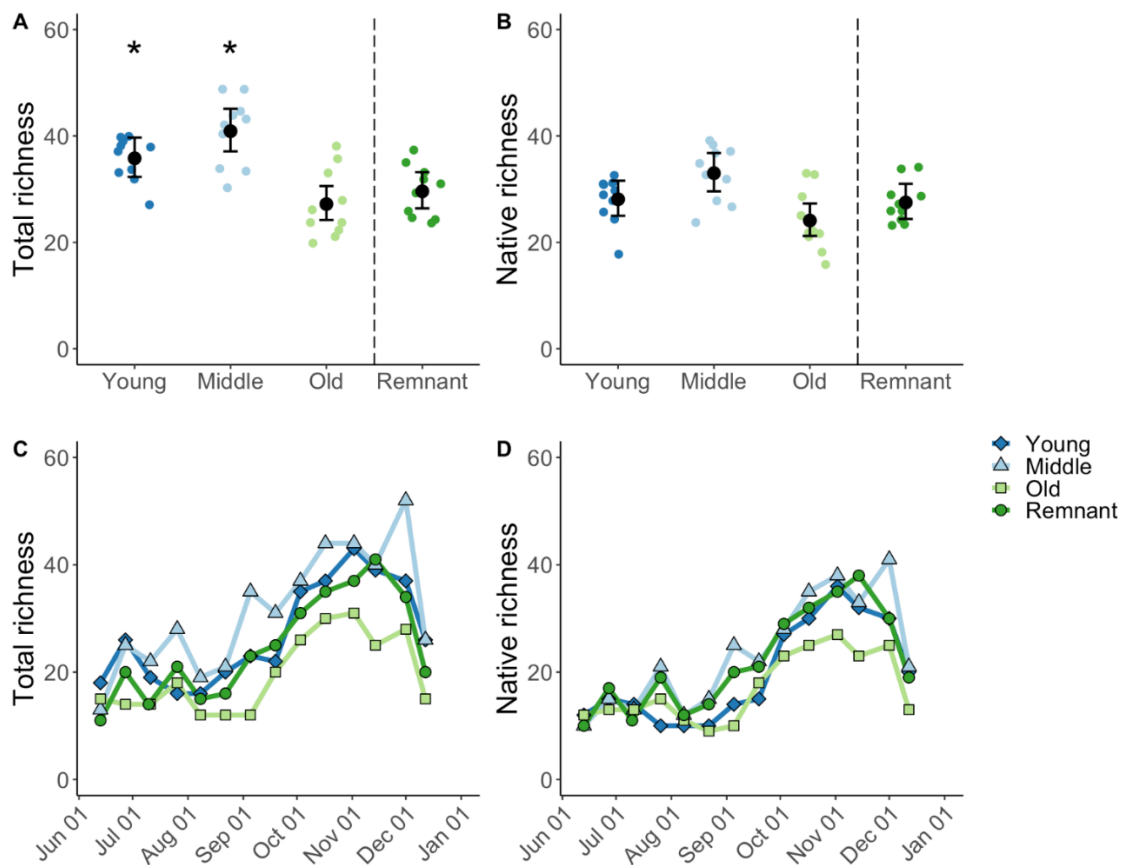 A
B
60
40
20
0
Total richness
* *
Young Middle Old Remnant
60
40
20
0
Native richness
Young Middle Old Remnant
C
D
60
40
20
0
Total richness
Jun 01 Jul 01 Aug 01 Sep 01 Oct 01 Nov 01 Dec 01 Jan 01
60
40
20
0
Native richness
Jun 01 Jul 01 Aug 01 Sep 01 Oct 01 Nov 01 Dec 01 Jan 01
Young
Middle
Old
Remnant